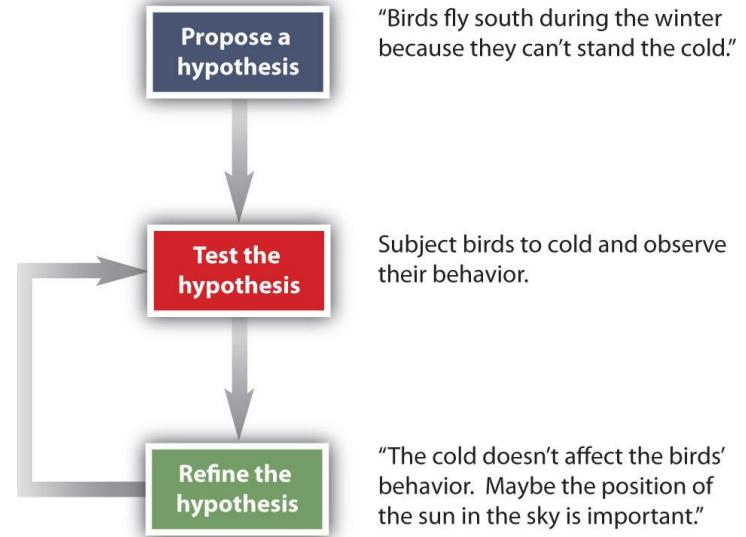 Propose a
hypothesis
“Birds fly south during the winter
because they can’t stand the cold.”
Test the
hypothesis
Subject birds to cold and observe
their behavior.
Refine the
hypothesis
“The cold doesn’t affect the birds’
behavior.  Maybe the position of
the sun in the sky is important.”